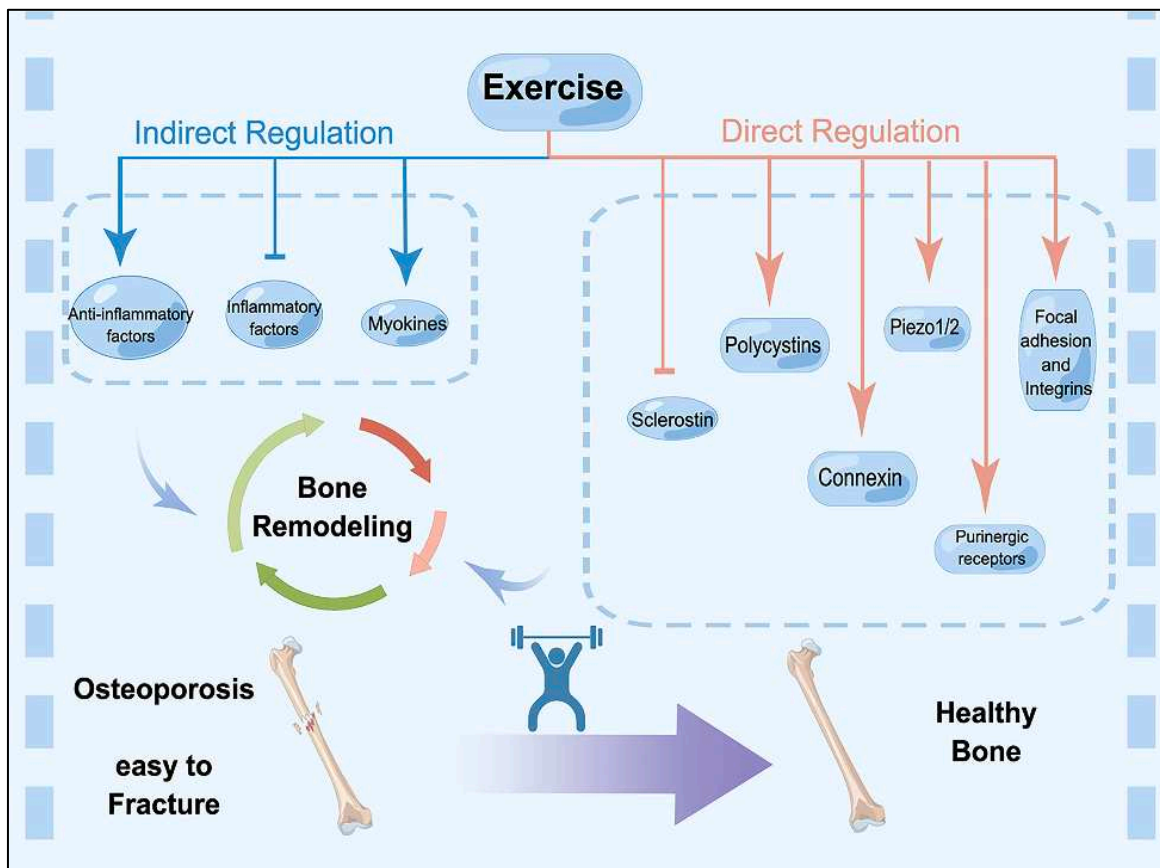 Exercise
Indirect Regulation
Direct Regulation
Anti-inflammatory
factors
Inflammatory
factors
Myokines
Sclerostin
Polycystins
Connexin
Piezo1/2
Purinergic
receptors
Focal
adhesion
and
Integrins
Bone
Remodeling
Osteoporosis
easy to
Fracture
Healthy
Bone